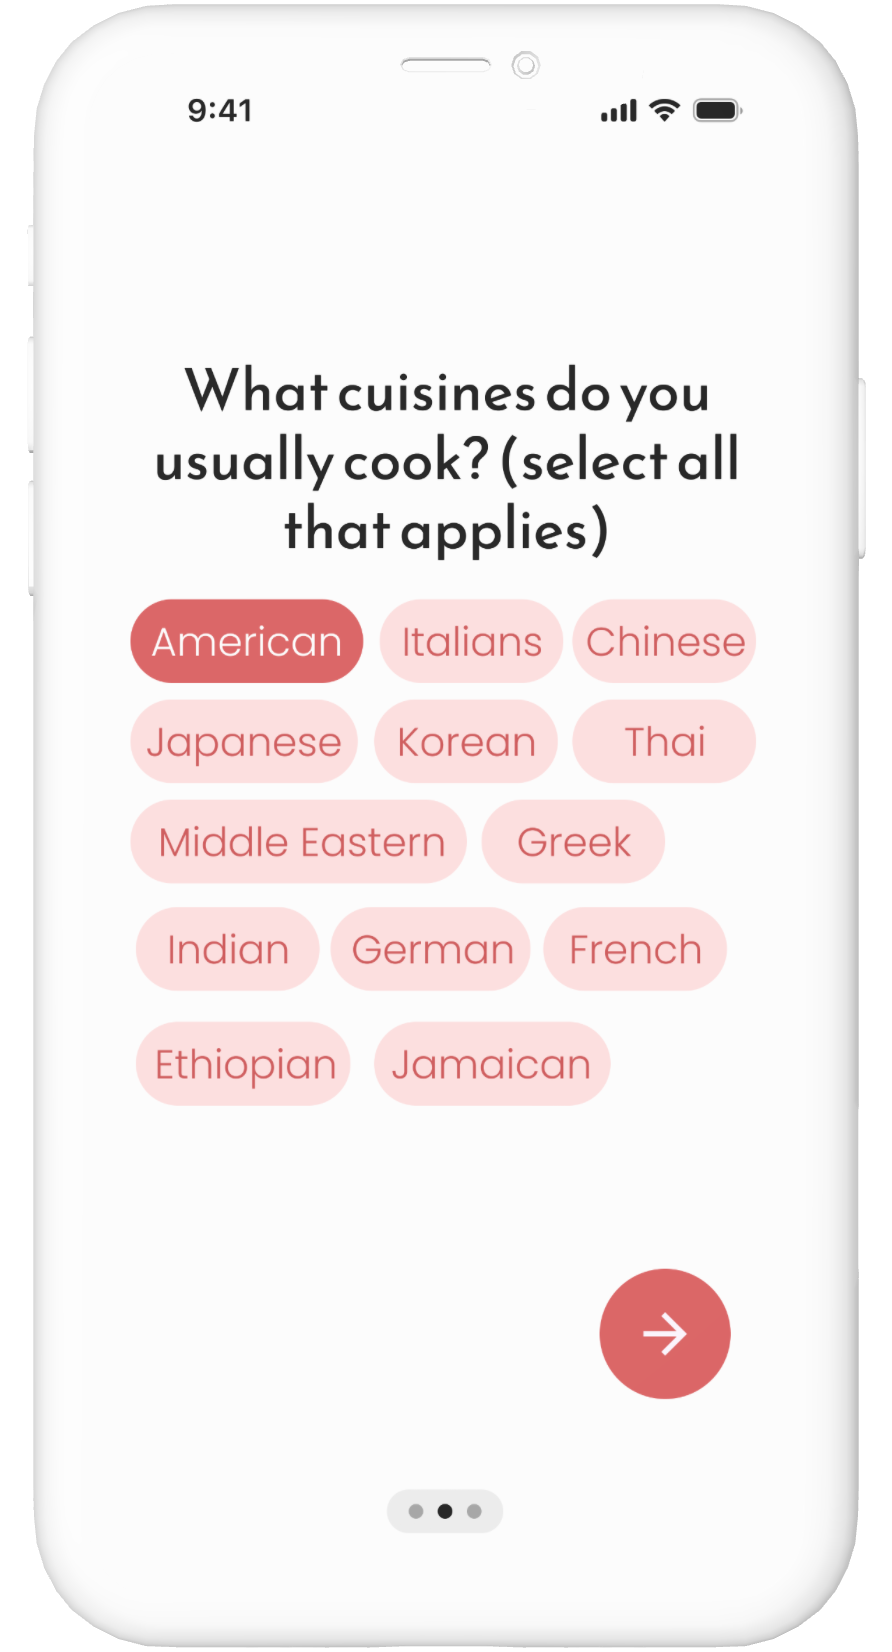 9:41
What cuisines do you
usually cook? (select all
that applies)
American Italians Chinese
Japanese Korean Thai
Middle Eastern Greek
Indian German French
Ethiopian Jamaican